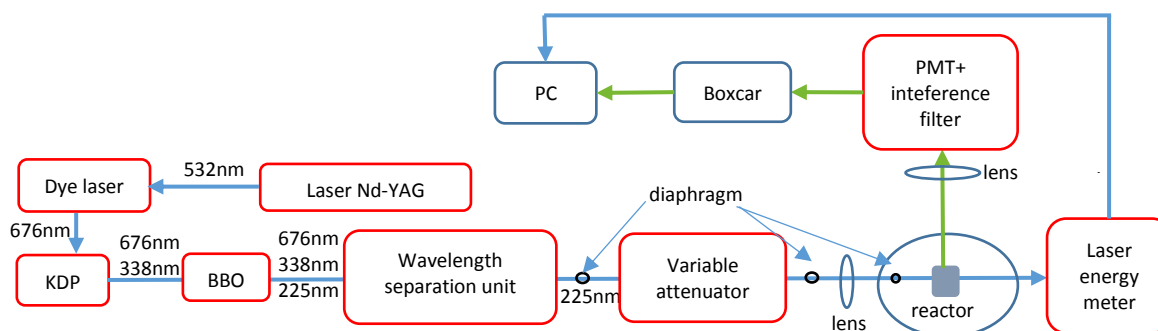 PC
Boxcar
PMT+
inteference
filter
532nm
Dye laser
Laser Nd-YAG
diaphragm
lens
676nm
676nm
338nm
676nm
338nm
225nm
KDP
BBO
Wavelength
separation unit
225nm
Variable
attenuator
lens
reactor
Laser
energy
meter